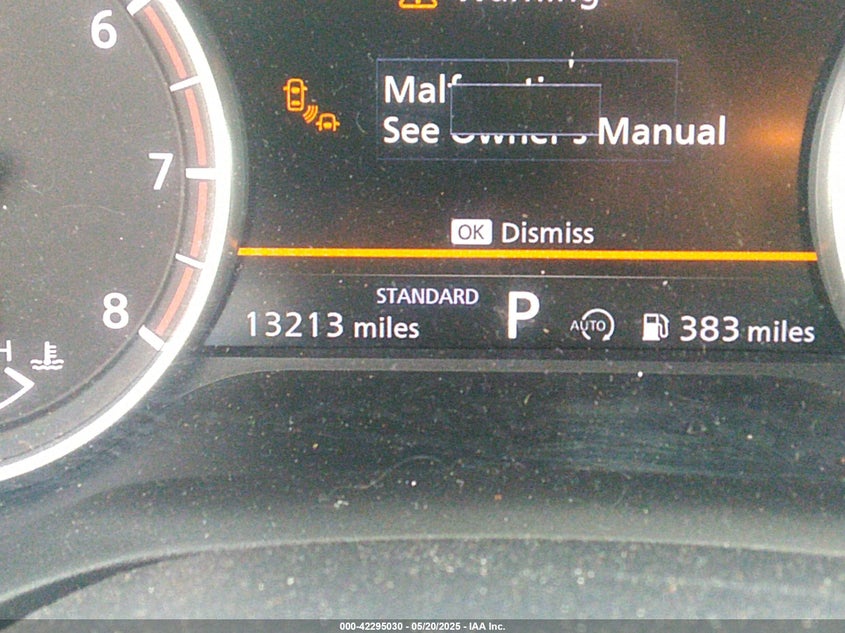 6
7
8
H
Warning
See Manual
OK Dismiss
STANDARD
13213 miles
P
AUTO
383 miles
000-42295030 - 05/20/2025 - IAA Inc.